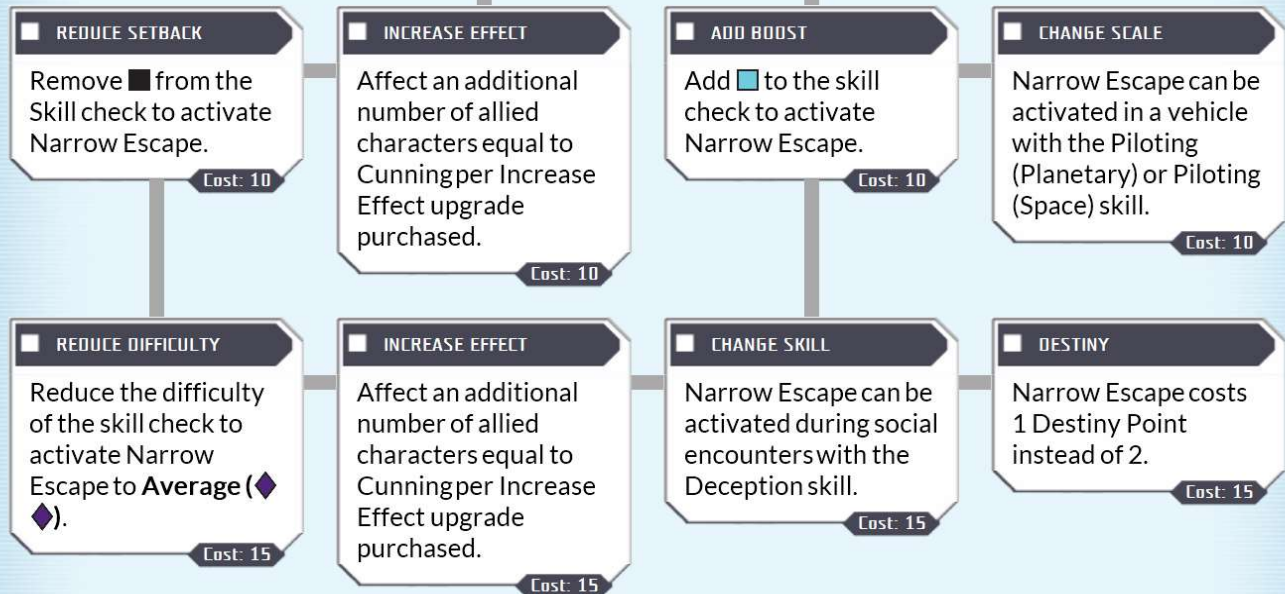 REDUCE SETBACK
Remove ■ from the
Skill check to activate
Narrow Escape.
Cost: 10
INCREASE EFFECT
Affect an additional
number of allied
characters equal to
Cunning per Increase
Effect upgrade
purchased.
Cost: 10
ADD BOOST
Add ■ to the skill
check to activate
Narrow Escape.
Cost: 10
CHANGE SCALE
Narrow Escape can be
activated in a vehicle
with the Piloting
(Planetary) or Piloting
(Space) skill.
Cost: 10
REDUCE DIFFICULTY
Reduce the difficulty
of the skill check to
activate Narrow
Escape to Average (◆
◆).
Cost: 15
INCREASE EFFECT
Affect an additional
number of allied
characters equal to
Cunning per Increase
Effect upgrade
purchased.
Cost: 15
CHANGE SKILL
Narrow Escape can be
activated during social
encounters with the
Deception skill.
Cost: 15
DESTINY
Narrow Escape costs
1 Destiny Point
instead of 2.
Cost: 15